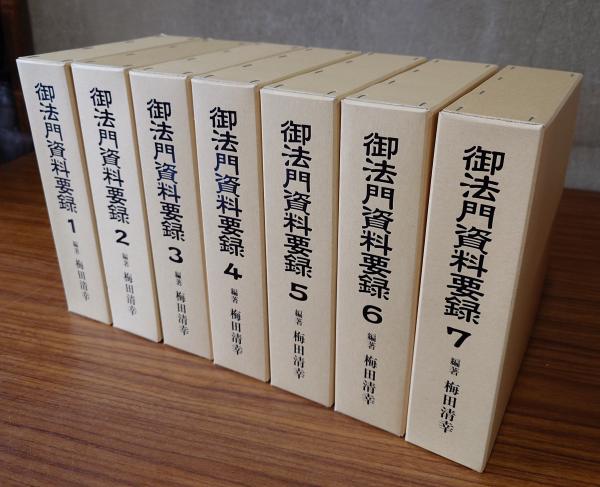 御法門資料要録 1 編著 梅田清幸
御法門資料要録 2 編著 梅田清幸
御法門資料要録 3 編著 梅田清幸
御法門資料要録 4 編著 梅田清幸
御法門資料要録 5 編著 梅田清幸
御法門資料要録 6 編著 梅田清幸
御法門資料要録 7 編著 梅田清幸